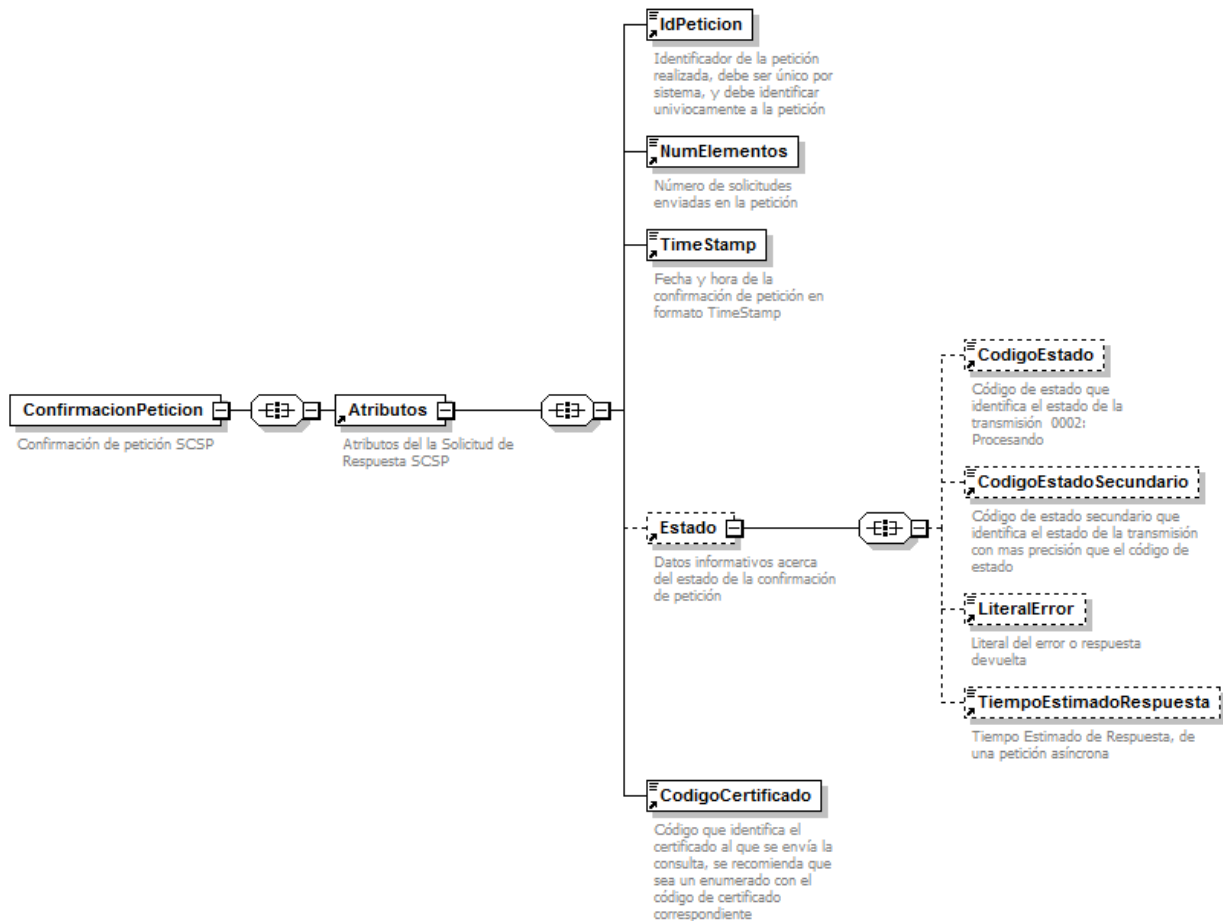 IdPeticion
Identificador de la petición
realizada, debe ser único por
sistema, y debe identificar
univiocamente a la petición
NumElementos
Número de solicitudes
enviadas en la petición
TimeStamp
Fecha y hora de la
confirmación de petición en
formato TimeStamp
ConfirmacionPeticion
Confirmación de petición SCSP
Atributos
Atributos del la Solicitud de
Respuesta SCSP
Estado
Datos informativos acerca
del estado de la confirmación
de petición
CodigoEstado
Código de estado que
identifica el estado de la
transmisión  0002:
Procesando
CodigoEstadoSecundario
Código de estado secundario que
identifica el estado de la transmisión
con mas precisión que el código de
estado
LiteralError
Literal del error o respuesta
devuelta
TiempoEstimadoRespuesta
Tiempo Estimado de Respuesta, de
una petición asíncrona
CodigoCertificado
Código que identifica el
certificado al que se envía la
consulta, se recomienda que
sea un enumerado con el
código de certificado
correspondiente